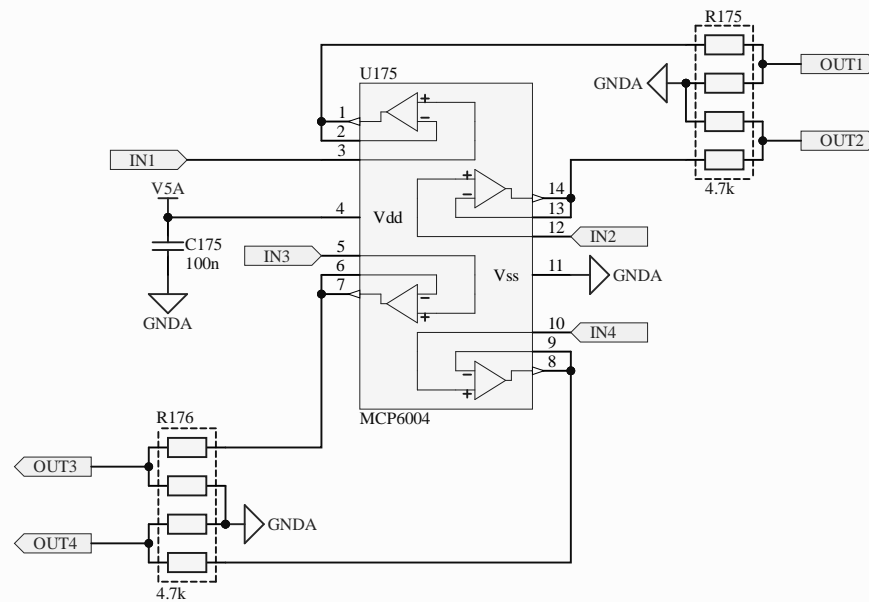 R175
U175
OUT1
GNDA
1
2
IN1
3
OUT2
4.7k
14
13
V5A
4
Vdd
12
IN2
C175
100n
IN3
5
6
7
Vss
11
GNDA
GNDA
10
IN4
9
8
MCP6004
R176
OUT3
GNDA
OUT4
4.7k